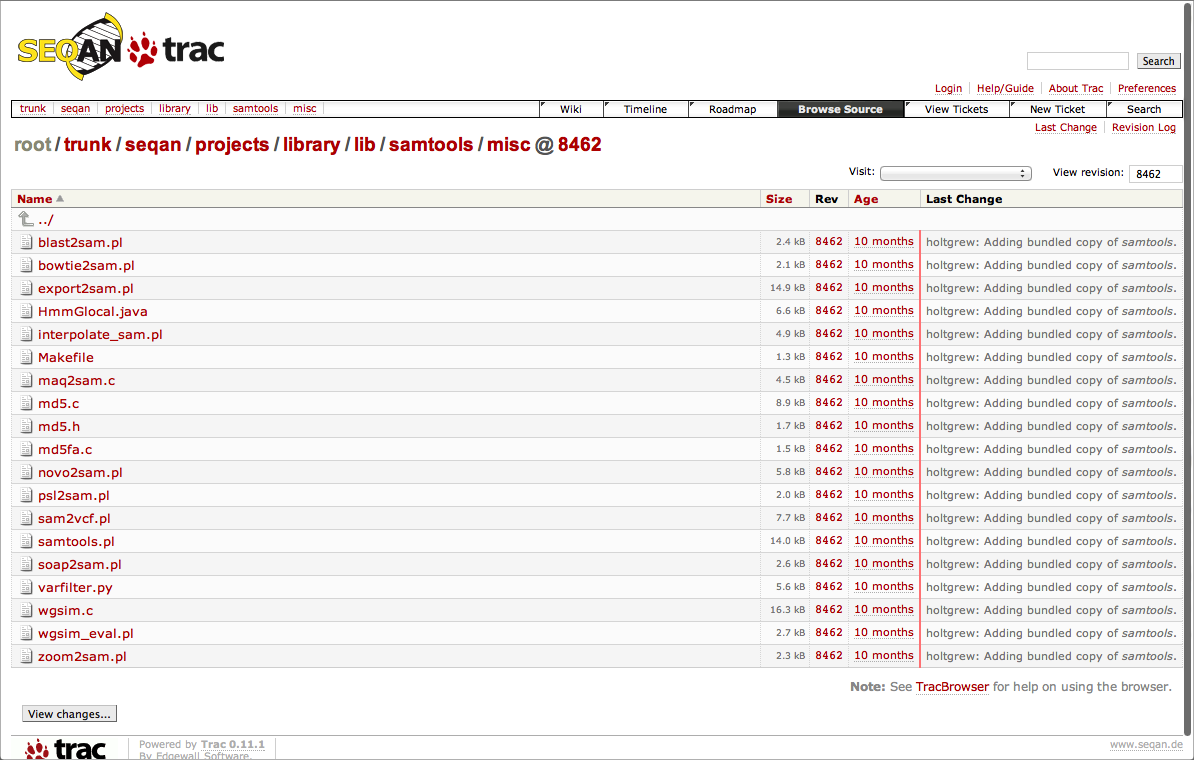 SEQAN trac
Search
Login Help/Guide About Trac Preferences
trunk seqan projects library lib samtools misc Wiki Timeline Roadmap Browse Source View Tickets New Ticket Search
Last Change Revision Log
root / trunk / seqan / projects / library / lib / samtools / misc @ 8462
Visit: View revision: 8462
Name Size Rev Age Last Change
../
blast2sam.pl 2.4 kB 8462 10 months holtgrew: Adding bundled copy of samtools.
bowtie2sam.pl 2.1 kB 8462 10 months holtgrew: Adding bundled copy of samtools.
export2sam.pl 14.9 kB 8462 10 months holtgrew: Adding bundled copy of samtools.
HmmGlocal.java 6.6 kB 8462 10 months holtgrew: Adding bundled copy of samtools.
interpolate_sam.pl 4.9 kB 8462 10 months holtgrew: Adding bundled copy of samtools.
Makefile 1.3 kB 8462 10 months holtgrew: Adding bundled copy of samtools.
maq2sam.c 4.5 kB 8462 10 months holtgrew: Adding bundled copy of samtools.
md5.c 8.9 kB 8462 10 months holtgrew: Adding bundled copy of samtools.
md5.h 1.7 kB 8462 10 months holtgrew: Adding bundled copy of samtools.
md5fa.c 1.5 kB 8462 10 months holtgrew: Adding bundled copy of samtools.
novo2sam.pl 5.8 kB 8462 10 months holtgrew: Adding bundled copy of samtools.
psl2sam.pl 2.0 kB 8462 10 months holtgrew: Adding bundled copy of samtools.
sam2vcf.pl 7.7 kB 8462 10 months holtgrew: Adding bundled copy of samtools.
samtools.pl 14.0 kB 8462 10 months holtgrew: Adding bundled copy of samtools.
soap2sam.pl 2.6 kB 8462 10 months holtgrew: Adding bundled copy of samtools.
varfilter.py 5.6 kB 8462 10 months holtgrew: Adding bundled copy of samtools.
wgsim.c 16.3 kB 8462 10 months holtgrew: Adding bundled copy of samtools.
wgsim_eval.pl 2.7 kB 8462 10 months holtgrew: Adding bundled copy of samtools.
zoom2sam.pl 2.3 kB 8462 10 months holtgrew: Adding bundled copy of samtools.
Note: See TracBrowser for help on using the browser.
View changes...
trac Powered by Trac 0.11.1 www.seqan.de
By Edgewall Software.